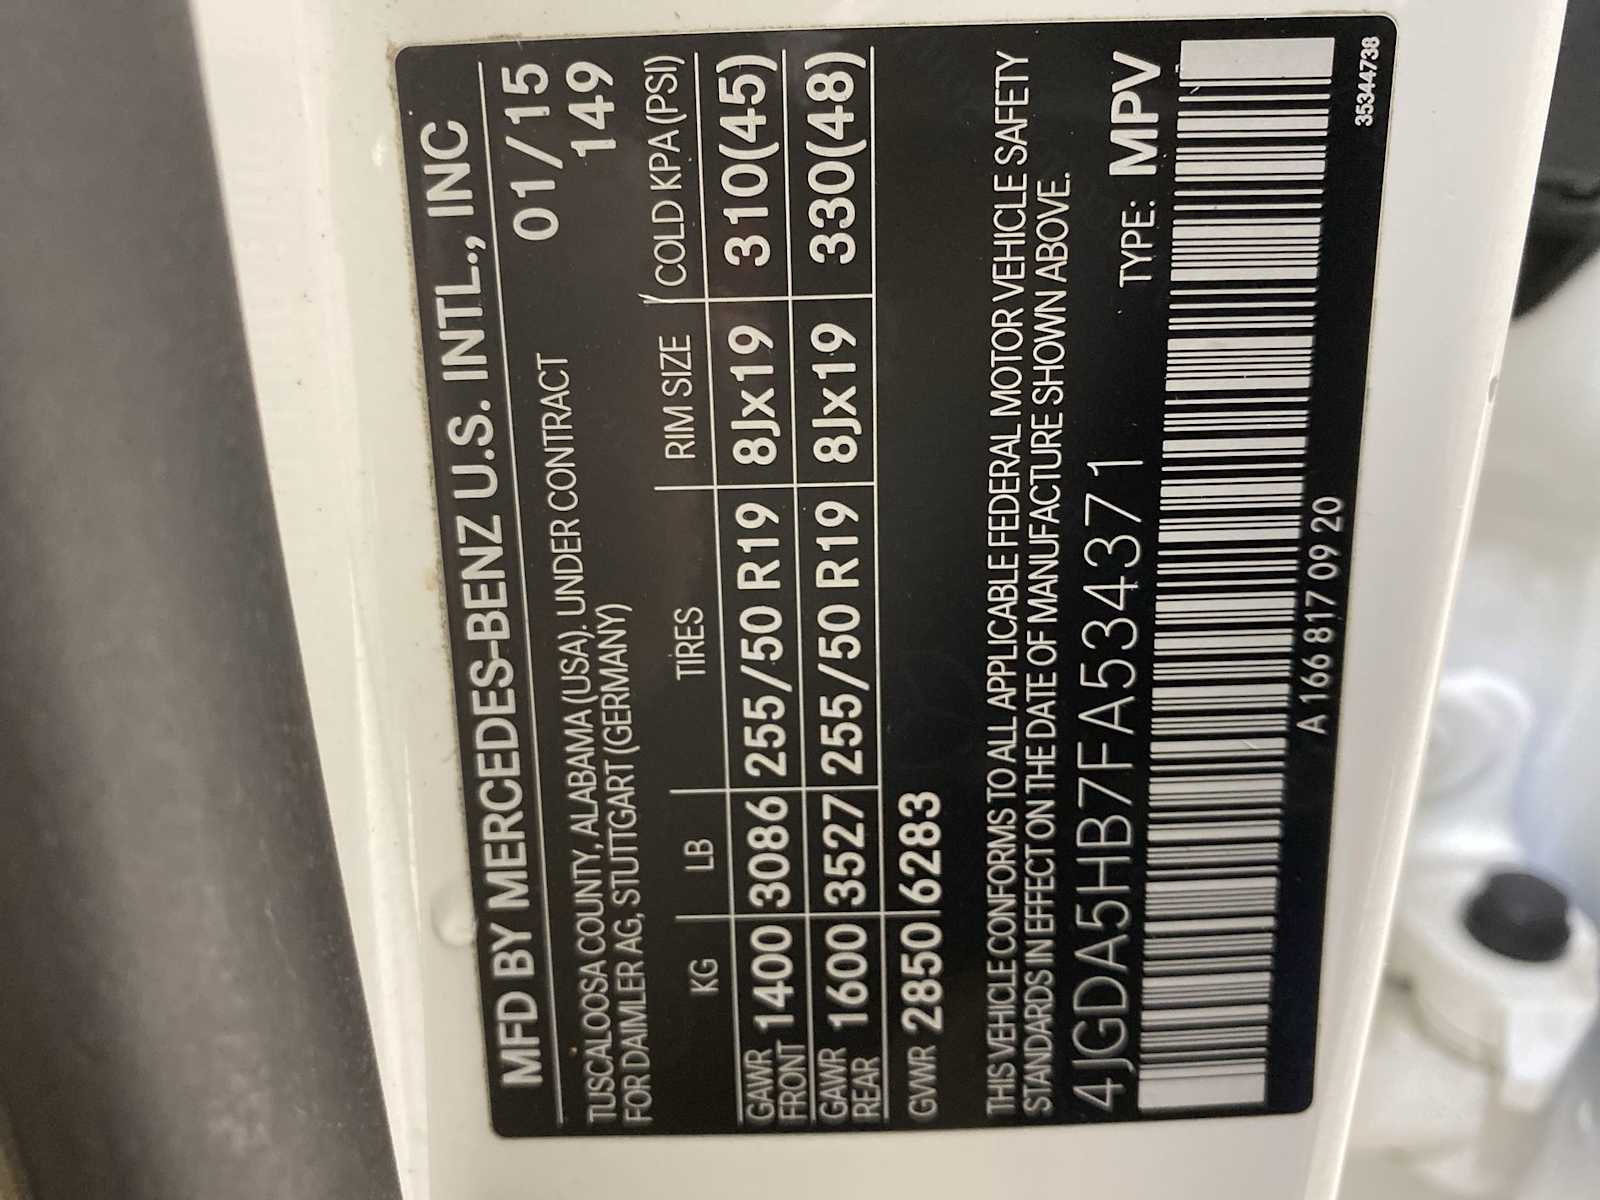 MFD BY MERCEDES-BENZ U.S. INTL., INC
01/15
TUSCALOOSA COUNTY, ALABAMA (USA). UNDER CONTRACT 149
FOR DAIMLER AG, STUTTGART (GERMANY)
KG LB TIRES RIM SIZE COLD KPA (PSI)
GAWR FRONT 1400 3086 255/50 R19 8Jx19 310(45)
GAWR REAR 1600 3527 255/50 R19 8Jx19 330(48)
GVWR 2850 6283
THIS VEHICLE CONFORMS TO ALL APPLICABLE FEDERAL MOTOR VEHICLE SAFETY
STANDARDS IN EFFECT ON THE DATE OF MANUFACTURE SHOWN ABOVE.
4JGDA5HB7FA534371 TYPE: MPV
A 166 817 09 20
35344738